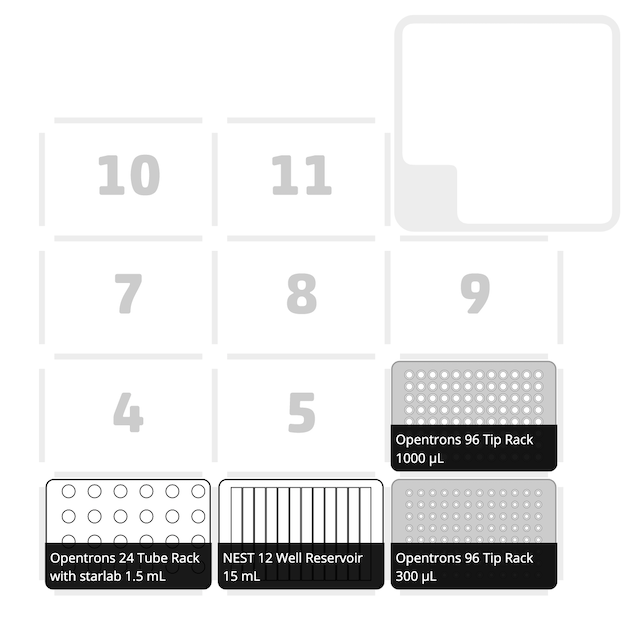 10
11
7
8
9
4
5
Opentrons 96 Tip Rack
1000 µL
Opentrons 24 Tube Rack
with starlab 1.5 mL
NEST 12 Well Reservoir
15 mL
Opentrons 96 Tip Rack
300 µL